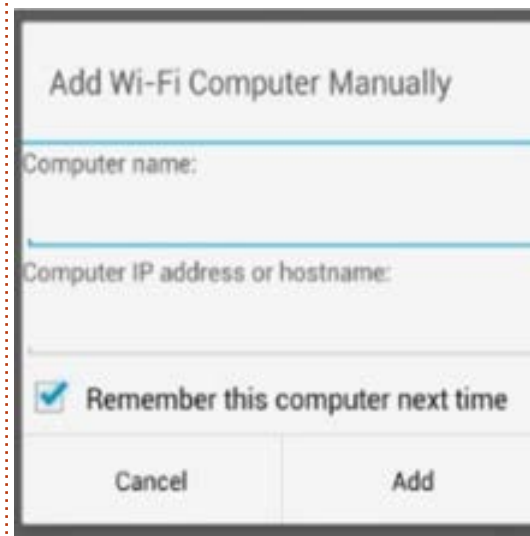 Add Wi-Fi Computer Manually
Computer name:
Computer IP address or hostname:
Remember this computer next time
Cancel
Add